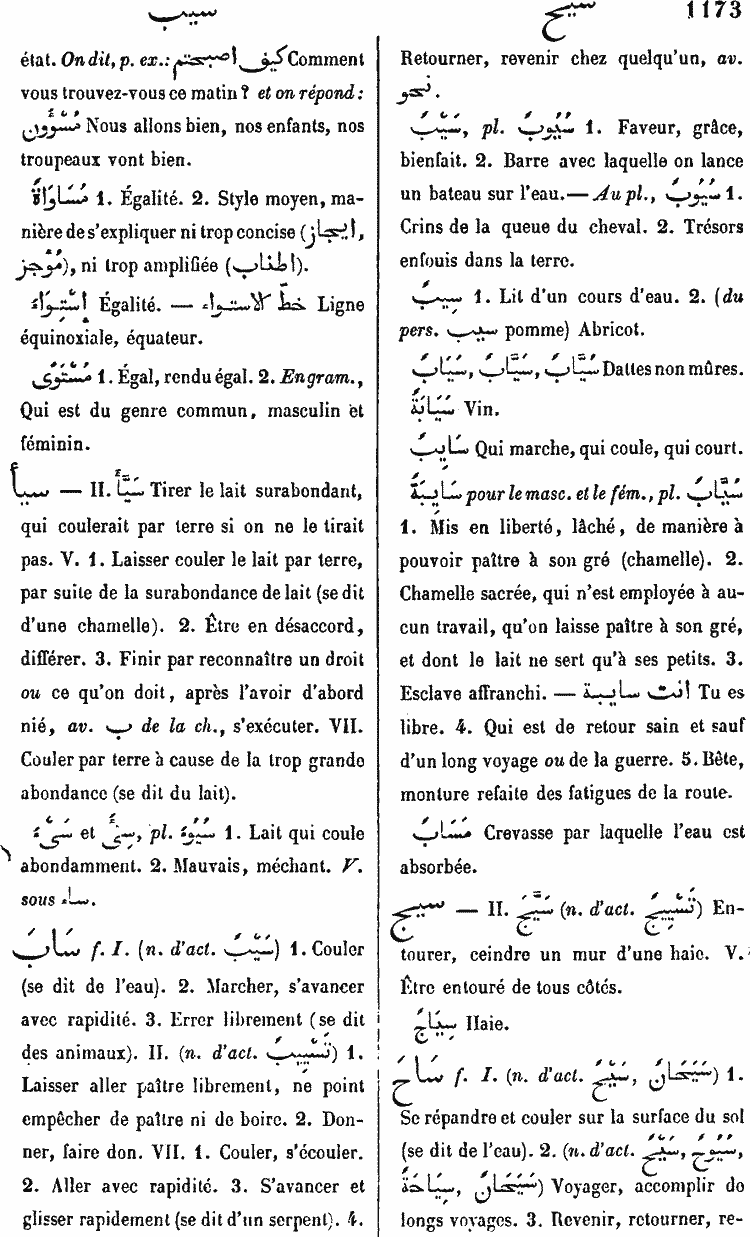 سيب
سيح 1173
état. On dit, p. ex.: كيف اصبحتم Comment
vous trouvez-vous ce matin? et on répond:
مُسْوُونَ Nous allons bien, nos enfants, nos
troupeaux vont bien.
مُسَاوَاةٌ 1. Égalité. 2. Style moyen, ma-
nière de s'expliquer ni trop concise (ايجاز,
مُوْجَز), ni trop amplifiée (اطناب).
اِسْتِوَاءٌ Égalité. — خطّ الاستواء Ligne
équinoxiale, équateur.
مُسْتَوًى 1. Égal, rendu égal. 2. En gram.,
Qui est du genre commun, masculin et
féminin.
سيأ — II. سَيَّأَ Tirer le lait surabondant,
qui coulerait par terre si on ne le tirait
pas. V. 1. Laisser couler le lait par terre,
par suite de la surabondance de lait (se dit
d'une chamelle). 2. Être en désaccord,
différer. 3. Finir par reconnaître un droit
ou ce qu'on doit, après l'avoir d'abord
nié, av. ب de la ch., s'exécuter. VII.
Couler par terre à cause de la trop grande
abondance (se dit du lait).
سَيْءٌ et سِيءٌ, pl. سُيُوءٌ 1. Lait qui coule
abondamment. 2. Mauvais, méchant. V.
sous ساء.
سَابَ f. I. (n. d'act. سَيْبٌ) 1. Couler
(se dit de l'eau). 2. Marcher, s'avancer
avec rapidité. 3. Errer librement (se dit
des animaux). II. (n. d'act. تَسْيِيبٌ) 1.
Laisser aller paître librement, ne point
empêcher de paître ni de boire. 2. Don-
ner, faire don. VII. 1. Couler, s'écouler.
2. Aller avec rapidité. 3. S'avancer et
glisser rapidement (se dit d'un serpent). 4.
Retourner, revenir chez quelqu'un, av.
نحو.
سَيْبٌ, pl. سُيُوبٌ 1. Faveur, grâce,
bienfait. 2. Barre avec laquelle on lance
un bateau sur l'eau.— Au pl., سُيُوبٌ 1.
Crins de la queue du cheval. 2. Trésors
enfouis dans la terre.
سِيبٌ 1. Lit d'un cours d'eau. 2. (du
pers. سيب pomme) Abricot.
سَيَّابٌ, سُيَّابٌ, سَيَابٌ Dattes non mûres.
سَيَابَةٌ Vin.
سَايِبٌ Qui marche, qui coule, qui court.
سَايِبَةٌ pour le masc. et le fém., pl. سُيَّابٌ
1. Mis en liberté, lâché, de manière à
pouvoir paître à son gré (chamelle). 2.
Chamelle sacrée, qui n'est employée à au-
cun travail, qu'on laisse paître à son gré,
et dont le lait ne sert qu'à ses petits. 3.
Esclave affranchi. — انت سايبة Tu es
libre. 4. Qui est de retour sain et sauf
d'un long voyage ou de la guerre. 5. Bête,
monture refaite des fatigues de la route.
مَسَابٌ Crevasse par laquelle l'eau est
absorbée.
سيج — II. سَيَّجَ (n. d'act. تَسْيِيجٌ) En-
tourer, ceindre un mur d'une haie. V.
Être entouré de tous côtés.
سِيَاجٌ Haie.
سَاحَ f. I. (n. d'act. سَيْحٌ, سَيَحَانٌ) 1.
Se répandre et couler sur la surface du sol
(se dit de l'eau). 2. (n. d'act. سَيْحٌ, سُيُوحٌ,
سِيَاحَةٌ, سَيَحَانٌ) Voyager, accomplir de
longs voyages. 3. Revenir, retourner, re-